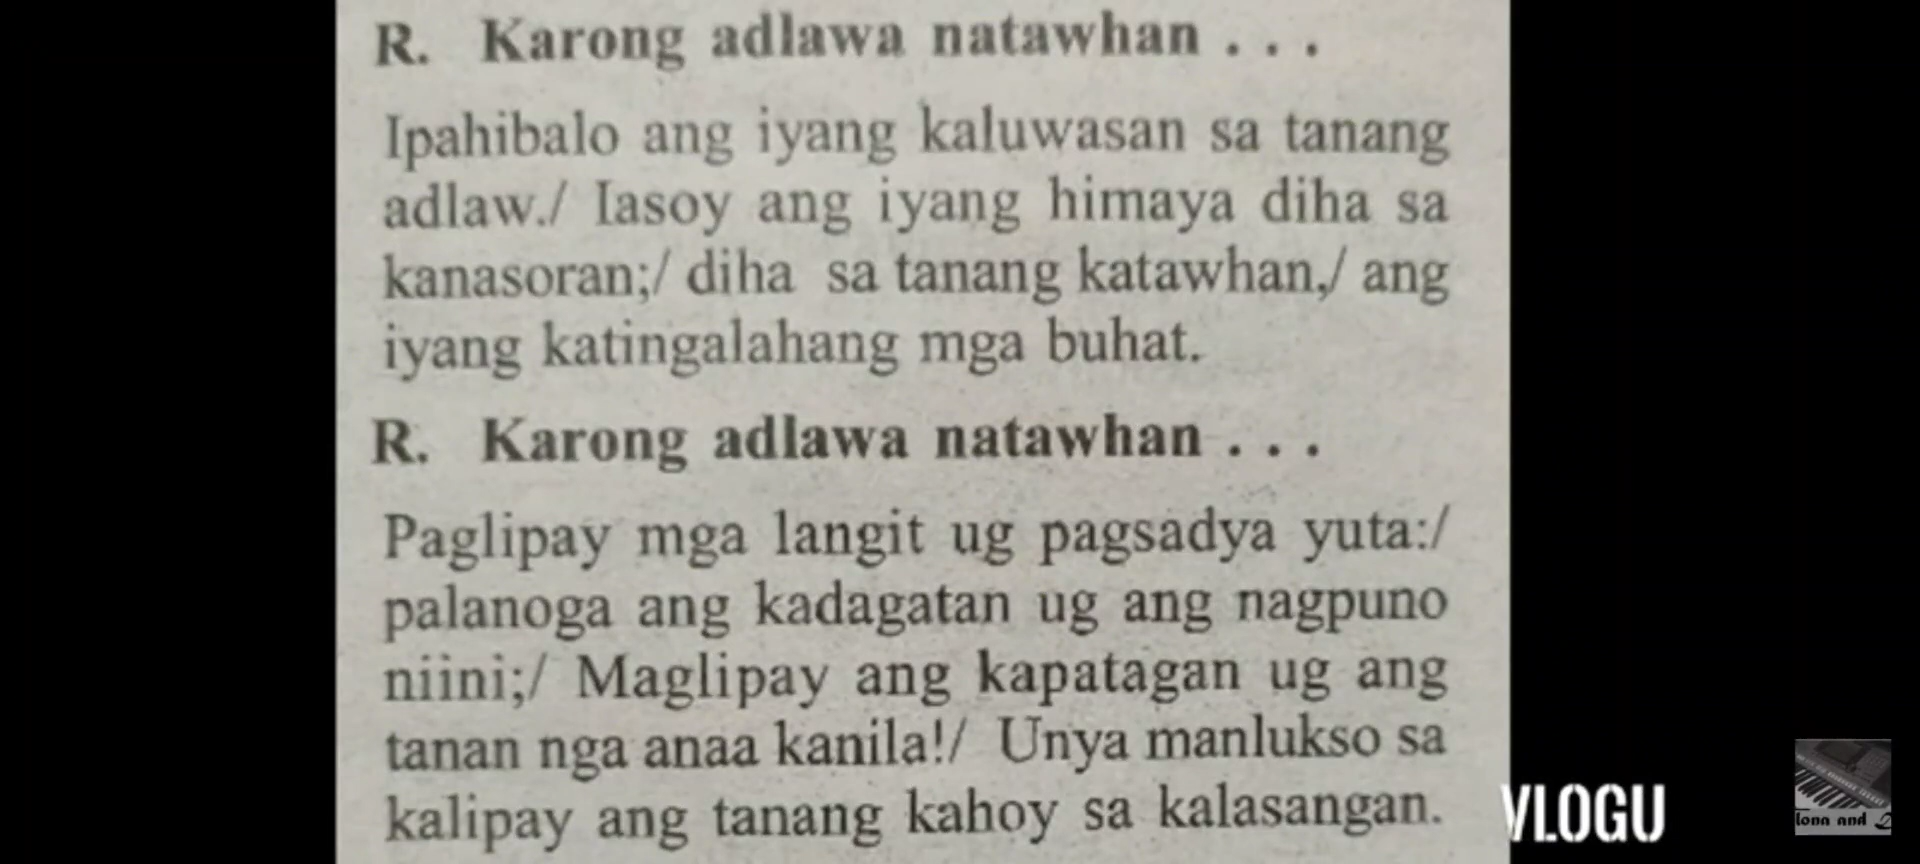 R. Karong adlawa natawhan . . .
Ipahibalo ang iyang kaluwasan sa tanang
adlaw./ Iasoy ang iyang himaya diha sa
kanasoran;/ diha sa tanang katawhan,/ ang
iyang katingalahang mga buhat.
R. Karong adlawa natawhan . . .
Paglipay mga langit ug pagsadya yuta:/
palanoga ang kadagatan ug ang nagpuno
niini;/ Maglipay ang kapatagan ug ang
tanan nga anaa kanila!/ Unya manlukso sa
kalipay ang tanang kahoy sa kalasangan.
VLOGU
and